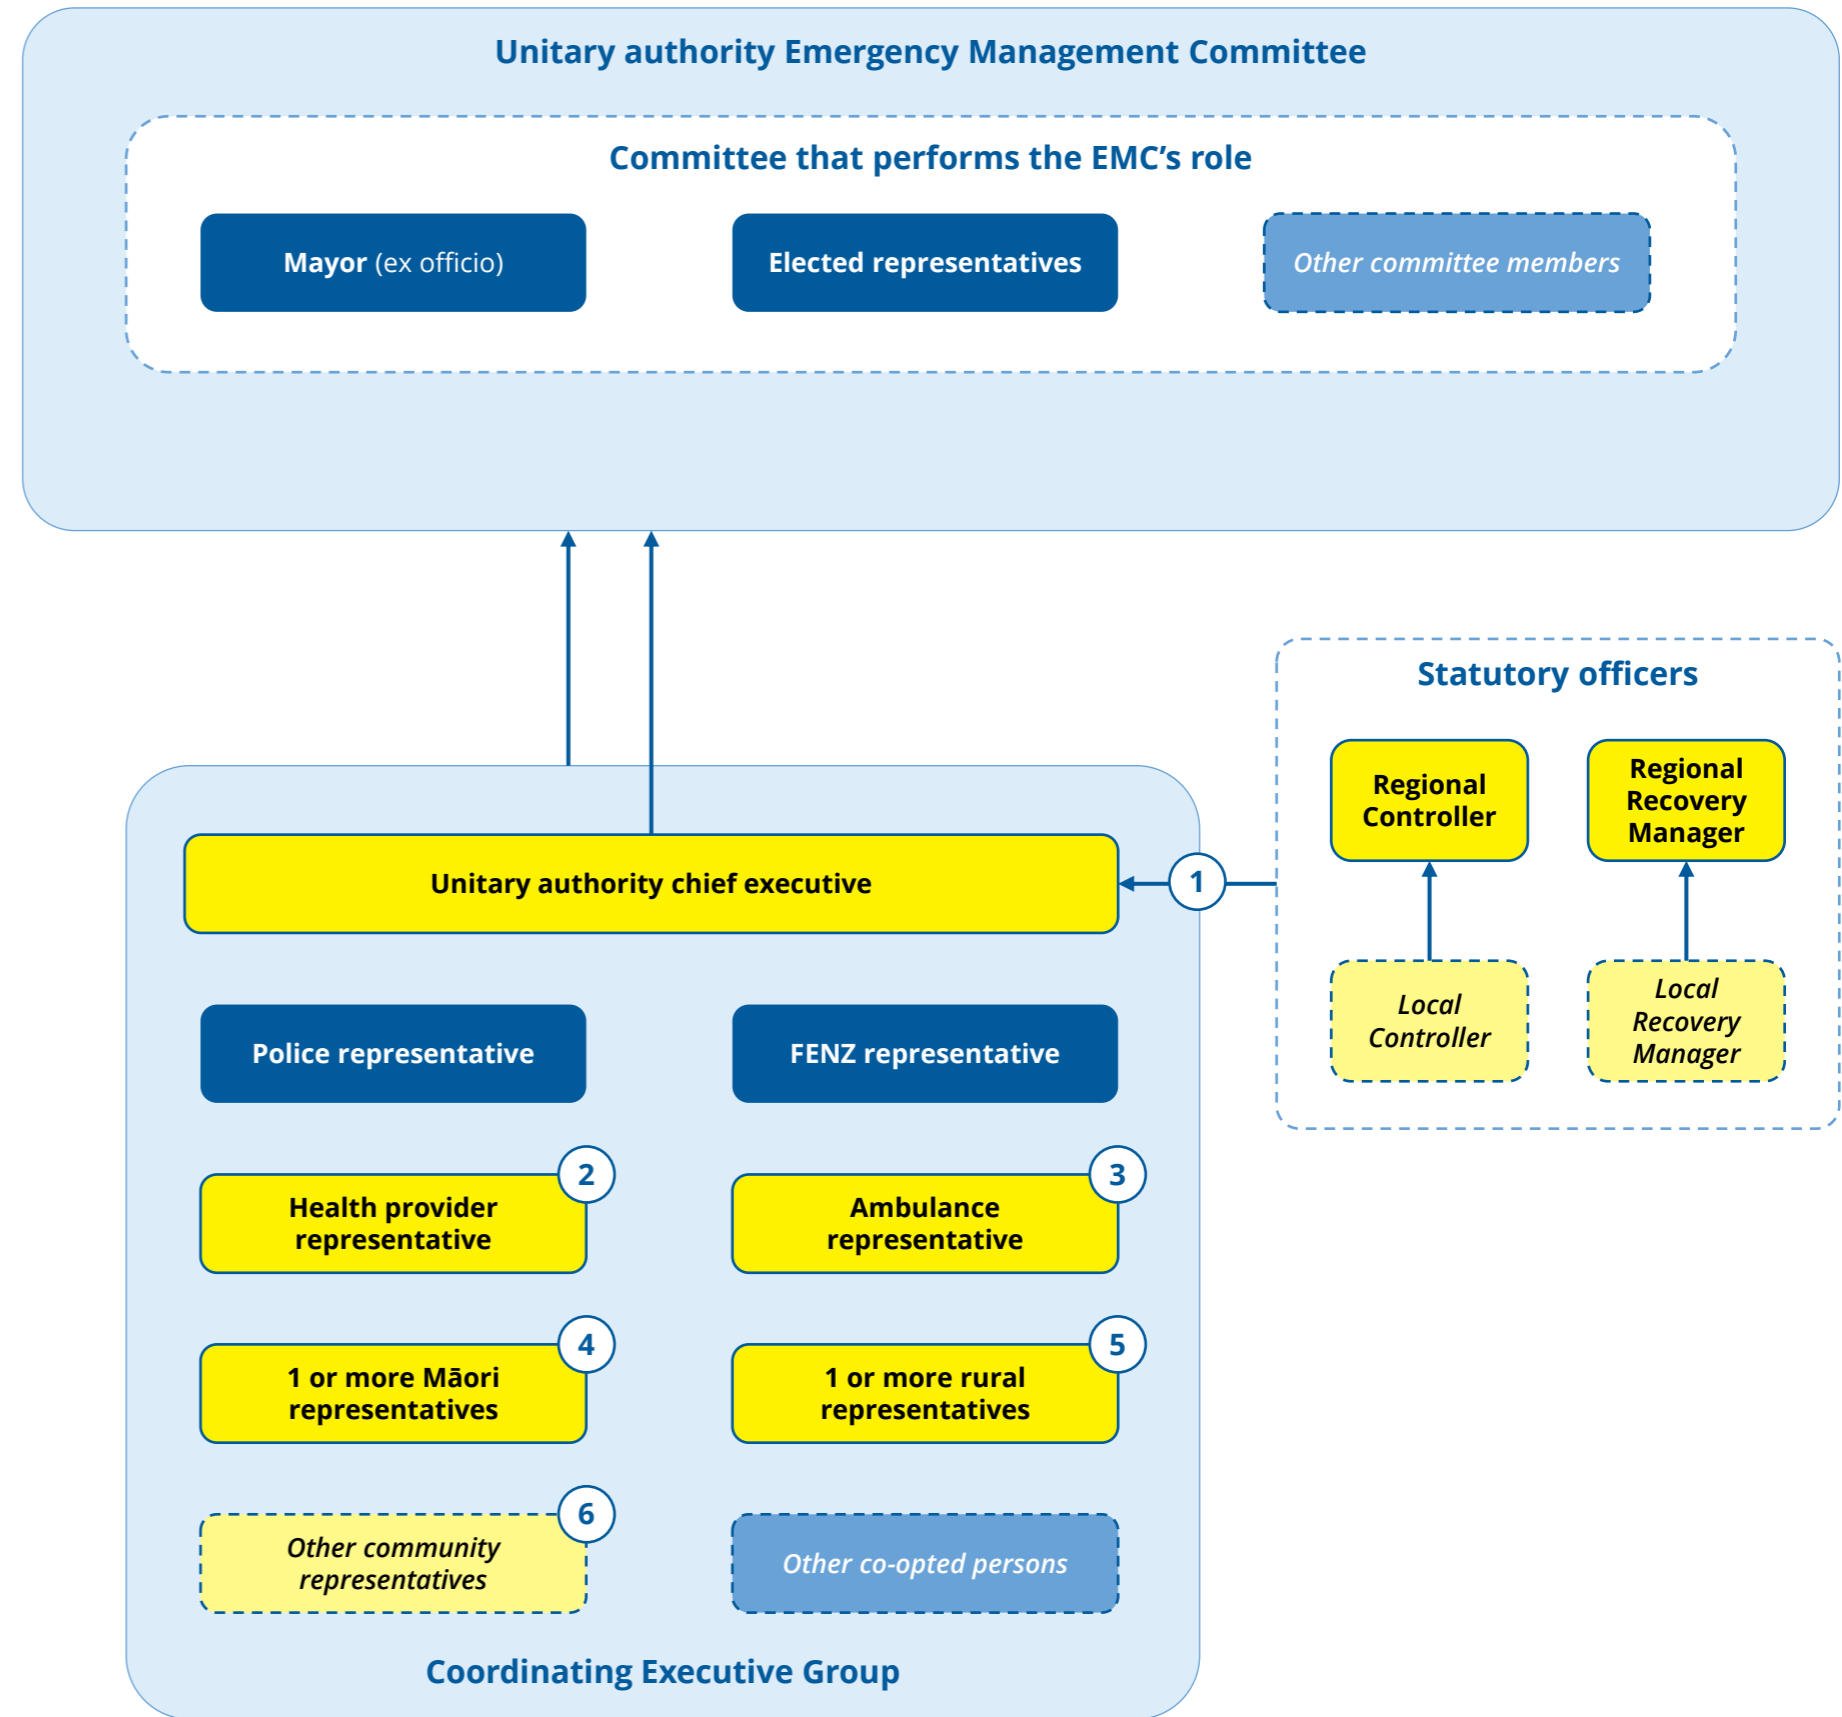 Unitary authority Emergency Management Committee
Committee that performs the EMC’s role
Mayor (ex officio)
Elected representatives
Other committee members
Statutory officers
Regional
Controller
Regional
Recovery
Manager
Local
Controller
Local
Recovery
Manager
1
Unitary authority chief executive
Police representative
FENZ representative
2
Health provider
representative
3
Ambulance
representative
4
1 or more Māori
representatives
5
1 or more rural
representatives
6
Other community
representatives
Other co-opted persons
Coordinating Executive Group